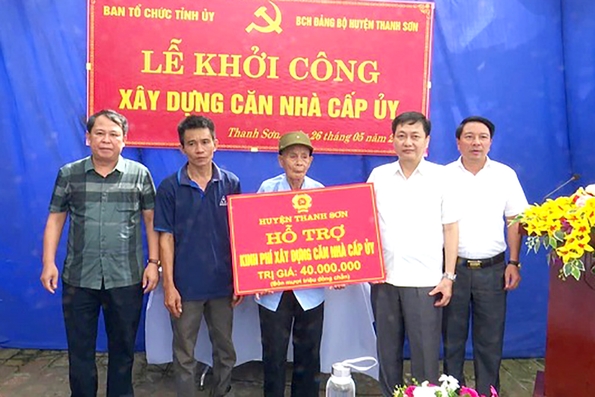 BAN TỔ CHỨC TỈNH ỦY
BCH ĐẢNG BỘ HUYỆN THANH SƠN
LỄ KHỞI CÔNG
XÂY DỰNG CĂN NHÀ CẤP ỦY
Thanh Sơn, 26 tháng 05 năm 2
HUYỆN THANH SƠN
HỖ TRỢ
KINH PHÍ XÂY DỰNG CĂN NHÀ CẤP ỦY
TRỊ GIÁ: 40.000.000
(Bốn mươi triệu đồng chẵn)